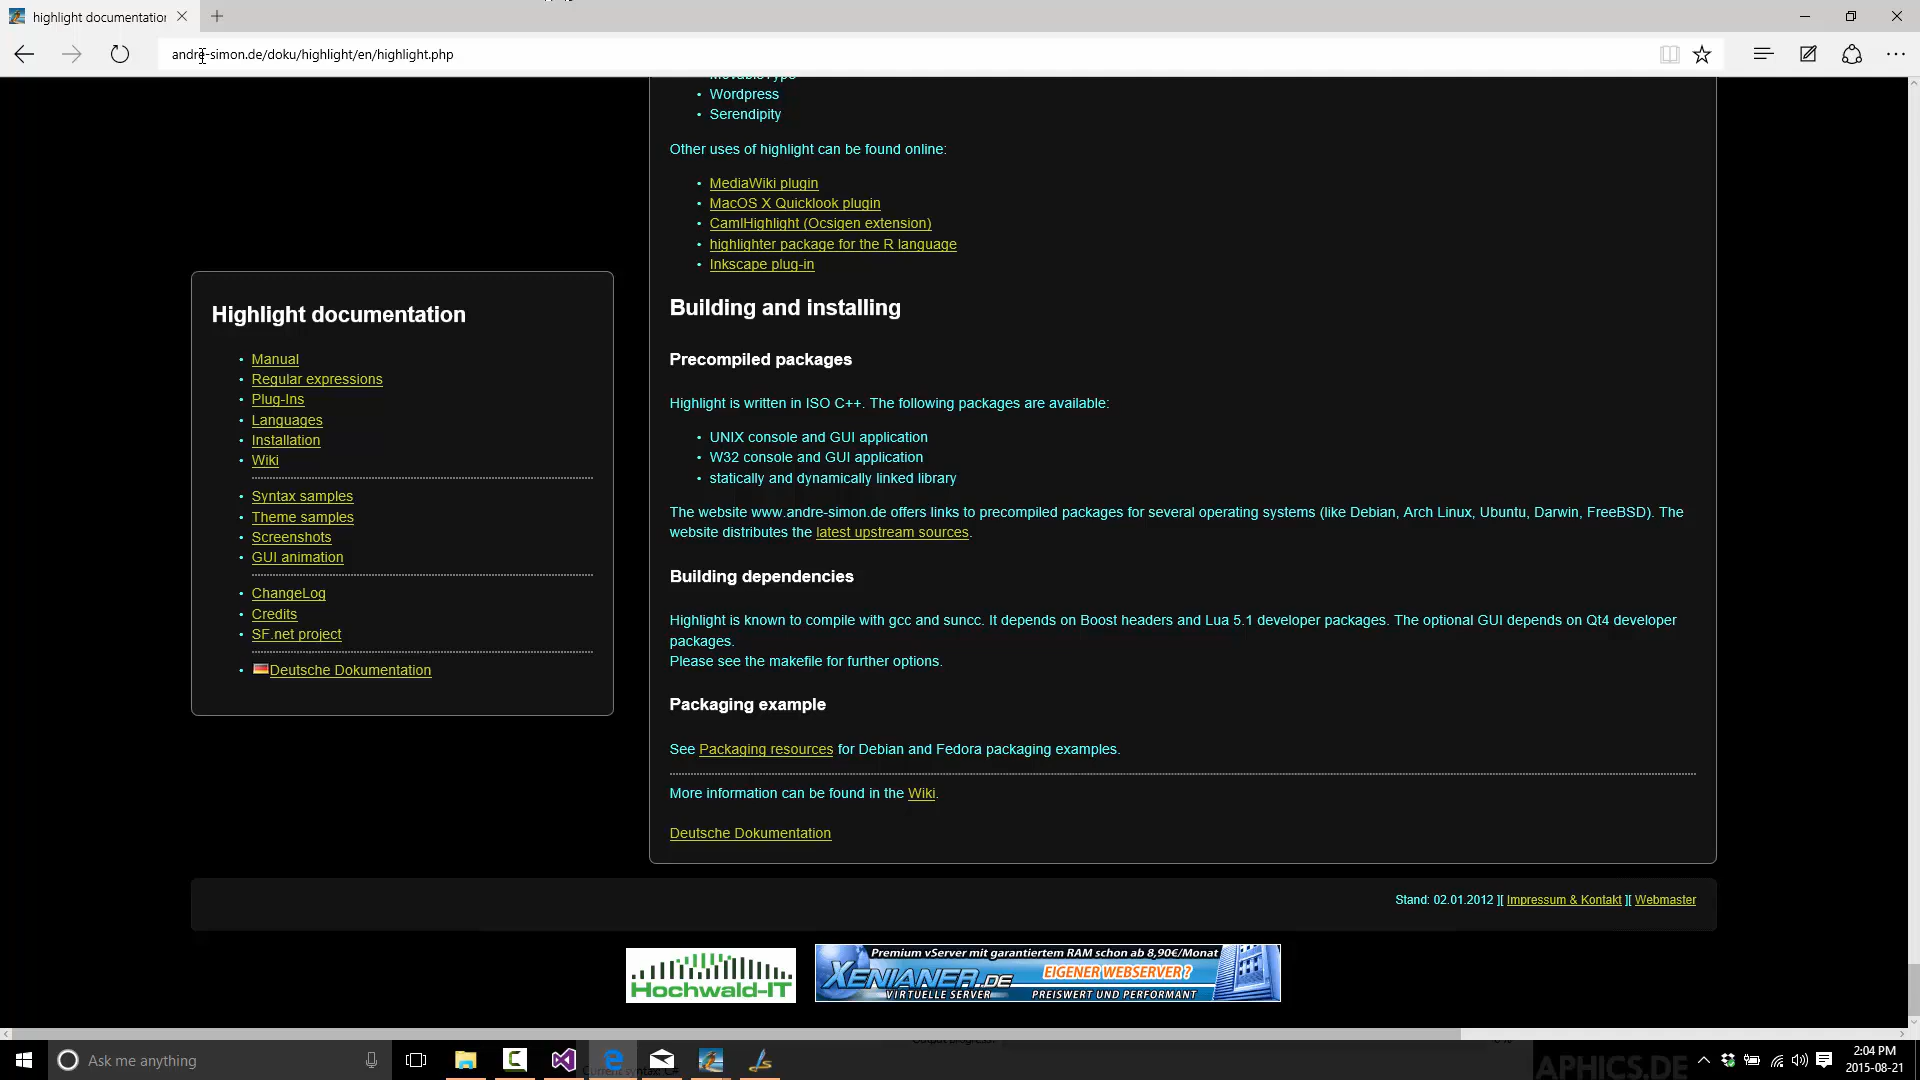 highlight documentation
andre-simon.de/doku/highlight/en/highlight.php
MovableType
Wordpress
Serendipity
Other uses of highlight can be found online:
MediaWiki plugin
MacOS X Quicklook plugin
CamlHighlight (Ocsigen extension)
highlighter package for the R language
Inkscape plug-in
Building and installing
Precompiled packages
Highlight is written in ISO C++. The following packages are available:
UNIX console and GUI application
W32 console and GUI application
statically and dynamically linked library
The website www.andre-simon.de offers links to precompiled packages for several operating systems (like Debian, Arch Linux, Ubuntu, Darwin, FreeBSD). The
website distributes the latest upstream sources.
Building dependencies
Highlight is known to compile with gcc and suncc. It depends on Boost headers and Lua 5.1 developer packages. The optional GUI depends on Qt4 developer
packages.
Please see the makefile for further options.
Packaging example
See Packaging resources for Debian and Fedora packaging examples.
More information can be found in the Wiki.
Deutsche Dokumentation
Highlight documentation
Manual
Regular expressions
Plug-Ins
Languages
Installation
Wiki
Syntax samples
Theme samples
Screenshots
GUI animation
ChangeLog
Credits
SF.net project
Deutsche Dokumentation
Stand: 02.01.2012 ][ Impressum & Kontakt ][ Webmaster
Hochwald-IT
Premium vServer mit garantiertem RAM schon ab 8,90€/Monat
XENIANER.DE
EIGENER WEBSERVER ?
VIRTUELLE SERVER
PREISWERT UND PERFORMANT
Ask me anything
APHICS.DE
2:04 PM
2015-08-21